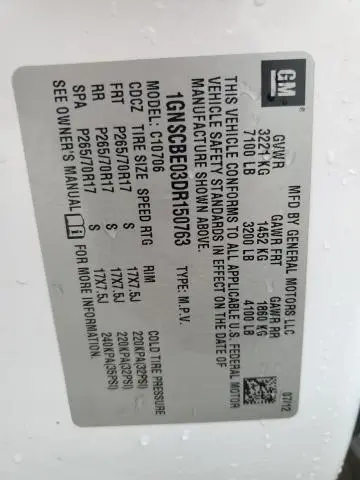 GM
MFD BY GENERAL MOTORS LLC
07/12
GVWR GAWR FRT GAWR RR
3221 KG 1452 KG 1860 KG
7100 LB 3200 LB 4100 LB
THIS VEHICLE CONFORMS TO ALL APPLICABLE U.S. FEDERAL MOTOR
VEHICLE SAFETY STANDARDS IN EFFECT ON THE DATE OF
MANUFACTURE SHOWN ABOVE.
1GNSCBE03DR150763 TYPE: M.P.V.
MODEL: C10706
CDCZ TIRE SIZE SPEED RTG RIM COLD TIRE PRESSURE
FRT P265/70R17 S 17X7.5J 220KPA(32PSI)
RR P265/70R17 S 17X7.5J 220KPA(32PSI)
SPA P265/70R17 S 17X7.5J 240KPA(35PSI)
SEE OWNER'S MANUAL